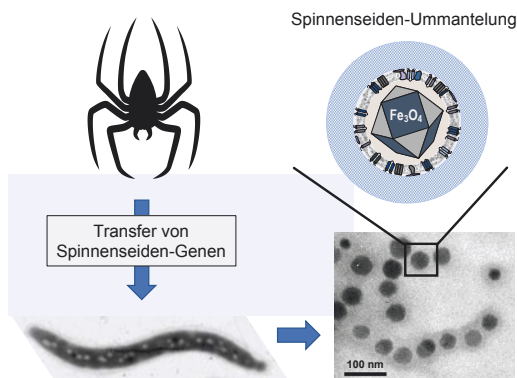 Spinnenseiden-Ummantelung
Fe₃O₄
Transfer von
Spinnenseiden-Genen
100 nm